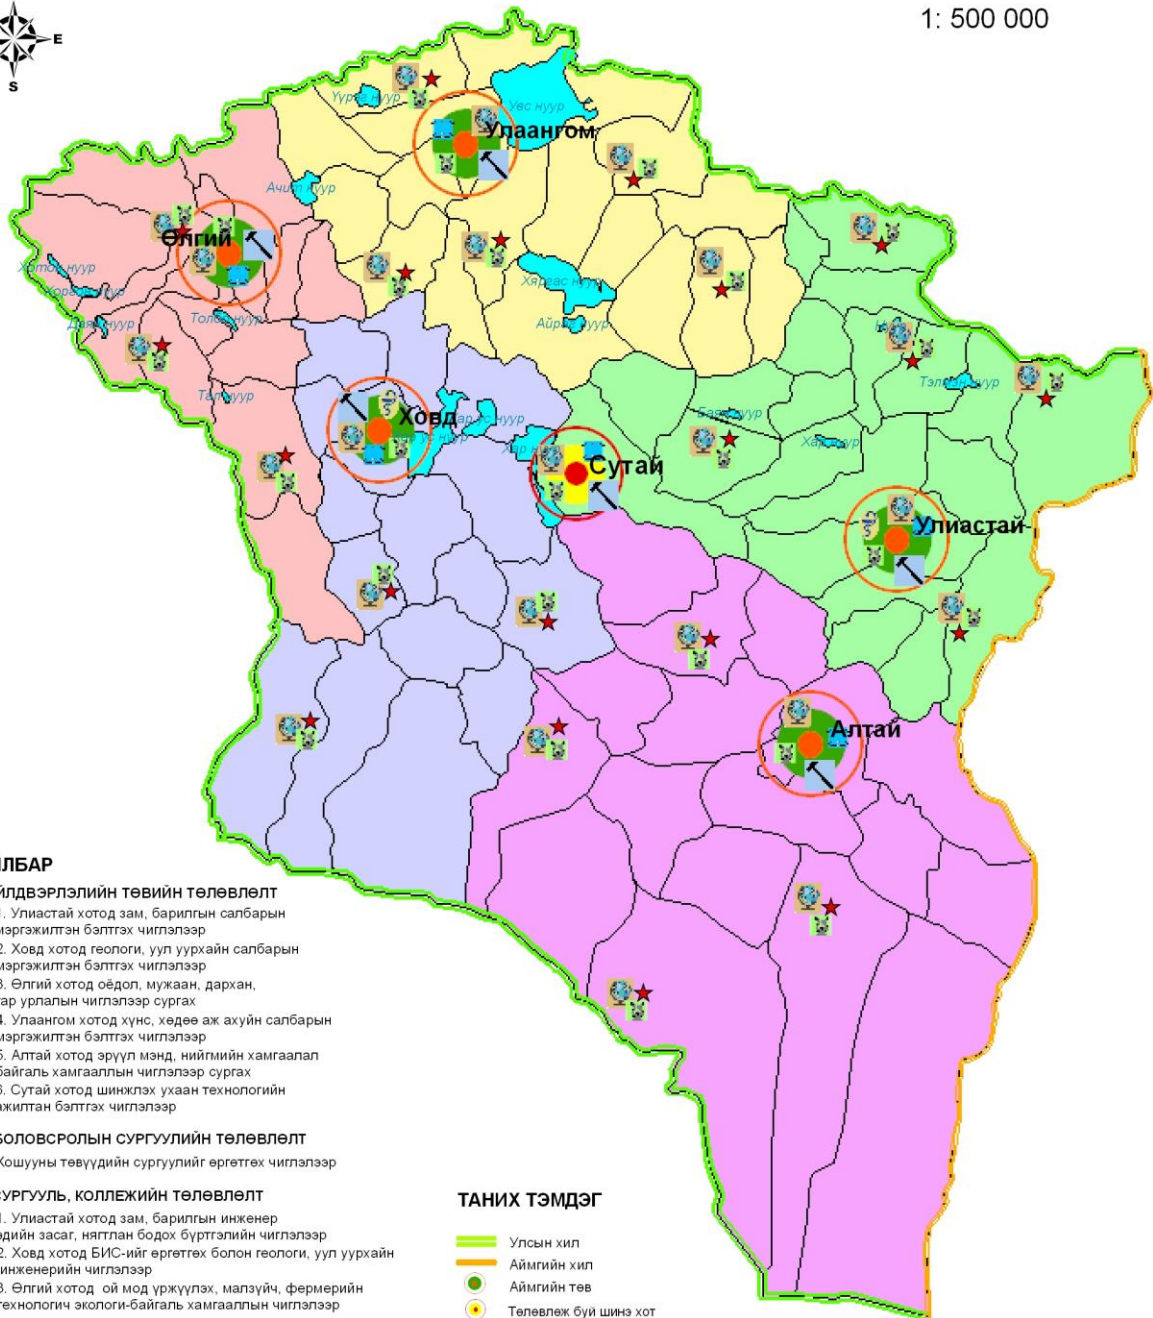 1: 500 000
E
S
Үүрэг нуур
Увс нуур
Улаангом
Ачит нуур
Өлгий
Хотон нуур
Хяргас нуур
Хорган нуур
Даян нуур
Толбо нуур
Айраг нуур
Тэлмэн нуур
Тал нуур
Ховд
Хар ус нуур
Баян нуур
Хар нуур
Хар
Сутай
Улиастай
Алтай
ЙЛБАР
ЙЛДВЭРЛЭЛИЙН ТӨВИЙН ТӨЛӨВЛӨЛТ
1. Улиастай хотод зам, барилгын салбарын
мэргэжилтэн бэлтгэх чиглэлээр
2. Ховд хотод геологи, уул уурхайн салбарын
мэргэжилтэн бэлтгэх чиглэлээр
3. Өлгий хотод оёдол, мужаан, дархан,
гар урлалын чиглэлээр сургах
4. Улаангом хотод хүнс, хөдөө аж ахуйн салбарын
мэргэжилтэн бэлтгэх чиглэлээр
5. Алтай хотод эрүүл мэнд, нийгмийн хамгаалал
байгаль хамгааллын чиглэлээр сургах
6. Сутай хотод шинжлэх ухаан технологийн
ажилтан бэлтгэх чиглэлээр
БОЛОВСРОЛЫН СУРГУУЛИЙН ТӨЛӨВЛӨЛТ
Хошууны төвүүдийн сургуулийг өргөтгөх чиглэлээр
СУРГУУЛЬ, КОЛЛЕЖИЙН ТӨЛӨВЛӨЛТ
1. Улиастай хотод зам, барилгын инженер
эдийн засаг, нягтлан бодох бүртгэлийн чиглэлээр
2. Ховд хотод БИС-ийг өргөтгөх болон геологи, уул уурхайн
инженерийн чиглэлээр
3. Өлгий хотод ой мод үржүүлэх, малзүйч, фермерийн
технологич экологи-байгаль хамгааллын чиглэлээр
ТАНИХ ТЭМДЭГ
Улсын хил
Аймгийн хил
Аймгийн төв
Төлөвлөж буй шинэ хот